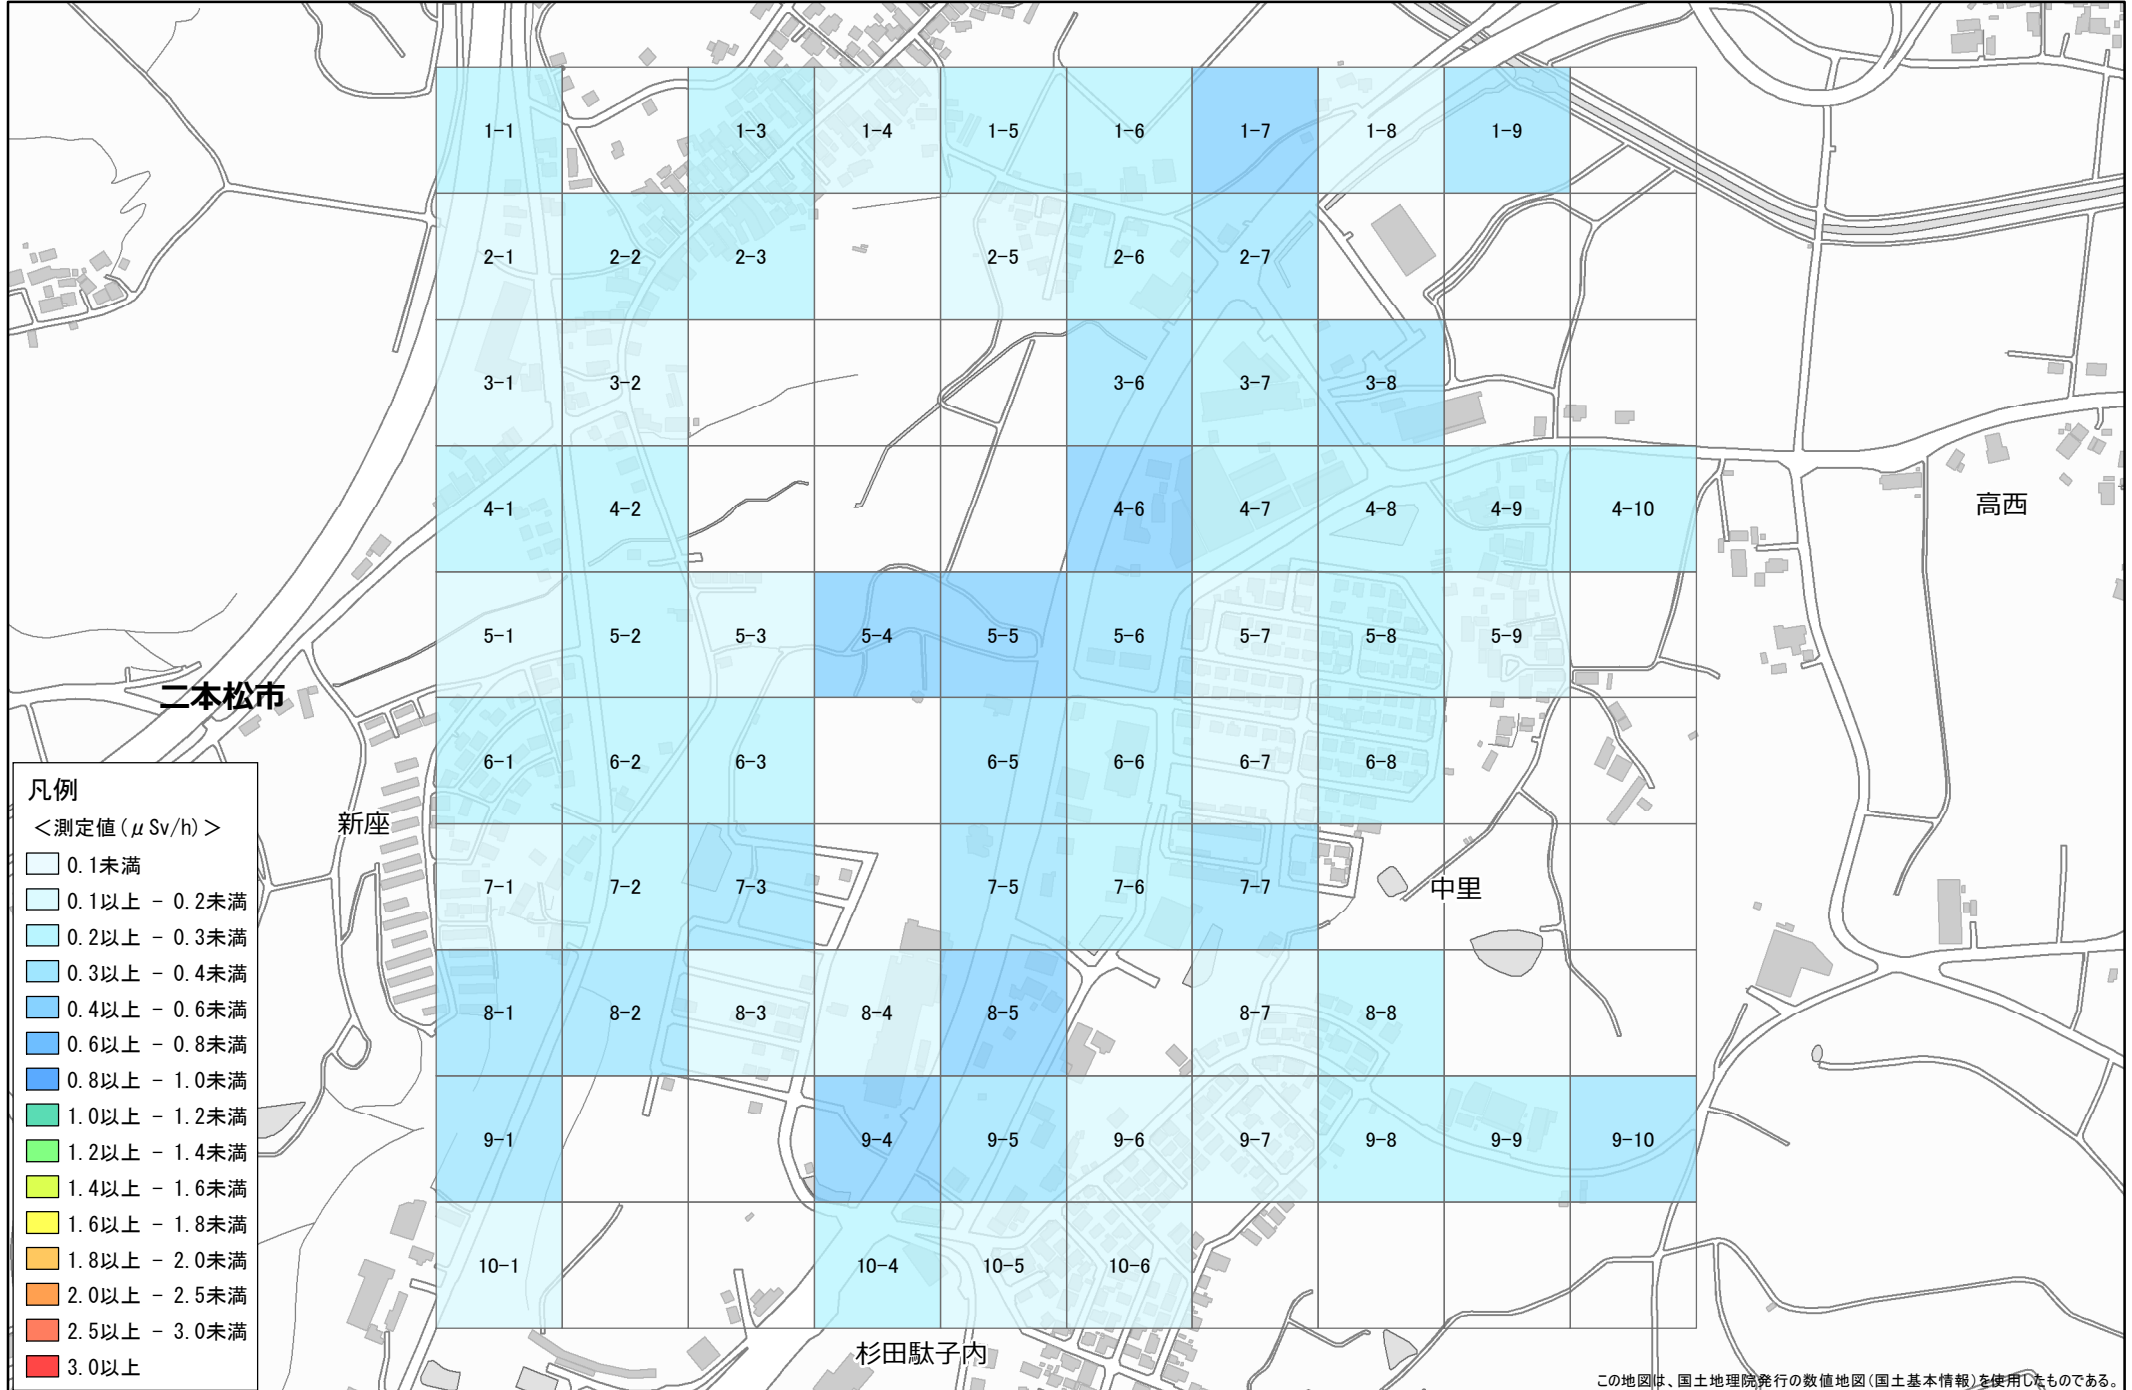 1-1 1-3 1-4 1-5 1-6 1-7 1-8 1-9
2-1 2-2 2-3 2-5 2-6 2-7
3-1 3-2 3-6 3-7 3-8
4-1 4-2 4-6 4-7 4-8 4-9 4-10
高西
5-1 5-2 5-3 5-4 5-5 5-6 5-7 5-8 5-9
二本松市
6-1 6-2 6-3 6-5 6-6 6-7 6-8
新座
7-1 7-2 7-3 7-5 7-6 7-7
中里
8-1 8-2 8-3 8-4 8-5 8-7 8-8
9-1 9-4 9-5 9-6 9-7 9-8 9-9 9-10
10-1 10-4 10-5 10-6
杉田駄子内
凡例
<測定値(μSv/h)>
0.1未満
0.1以上 - 0.2未満
0.2以上 - 0.3未満
0.3以上 - 0.4未満
0.4以上 - 0.6未満
0.6以上 - 0.8未満
0.8以上 - 1.0未満
1.0以上 - 1.2未満
1.2以上 - 1.4未満
1.4以上 - 1.6未満
1.6以上 - 1.8未満
1.8以上 - 2.0未満
2.0以上 - 2.5未満
2.5以上 - 3.0未満
3.0以上
この地図は、国土地理院発行の数値地図(国土基本情報)を使用したものである。